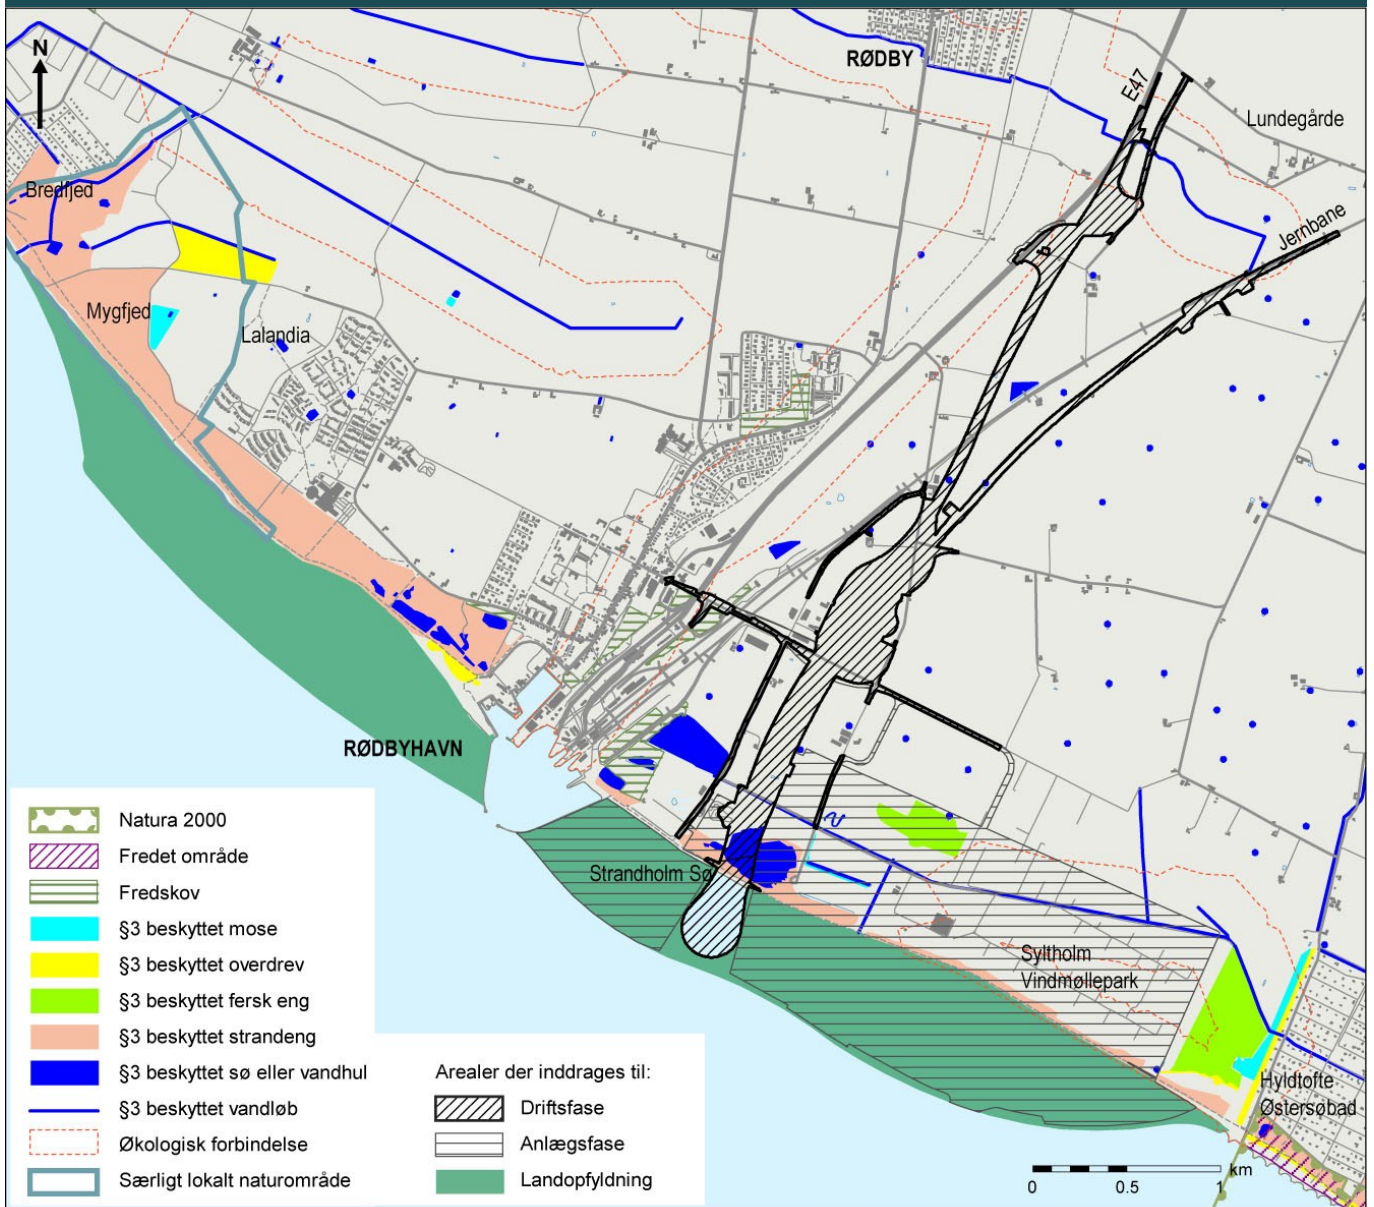 N
RØDBY
E47
Lundegårde
Bredfjed
Jernbane
Mygfjed
Lalandia
RØDBYHAVN
Strandholm Sø
Syltholm
Vindmøllepark
Hyldtofte
Østersøbad
Natura 2000
Fredet område
Fredskov
§3 beskyttet mose
§3 beskyttet overdrev
§3 beskyttet fersk eng
§3 beskyttet strandeng
§3 beskyttet sø eller vandhul
§3 beskyttet vandløb
Økologisk forbindelse
Særligt lokalt naturområde
Arealer der inddrages til:
Driftsfase
Anlægsfase
Landopfyldning
km
0 0.5 1